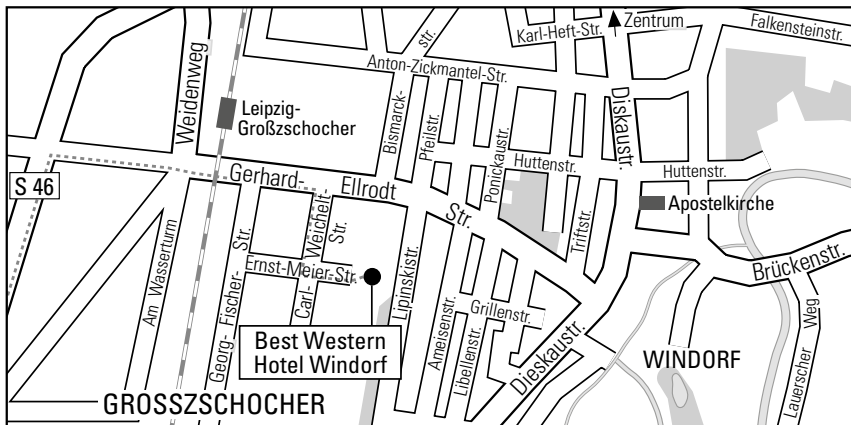 Zentrum
Karl-Heft-Str.
Falkensteinstr.
Anton-Zickmantel-Str.
Weidenweg
Leipzig-
Großzschocher
Bismarck-
str.
Pfeilstr.
Ponickaustr.
Diskaustr.
Huttenstr.
Huttenstr.
S 46
Gerhard-
Ellrodt
Str.
Apostelkirche
Triftstr.
Am Wasserturm
Georg-
Fischer-
Str.
Carl-
Weichelt-
Str.
Ernst-Meier-Str.
Lipinskistr.
Ameisenstr.
Libellenstr.
Grillenstr.
Dieskaustr.
Brückenstr.
Lauerscher
Weg
Best Western
Hotel Windorf
WINDORF
GROSSZSCHOCHER